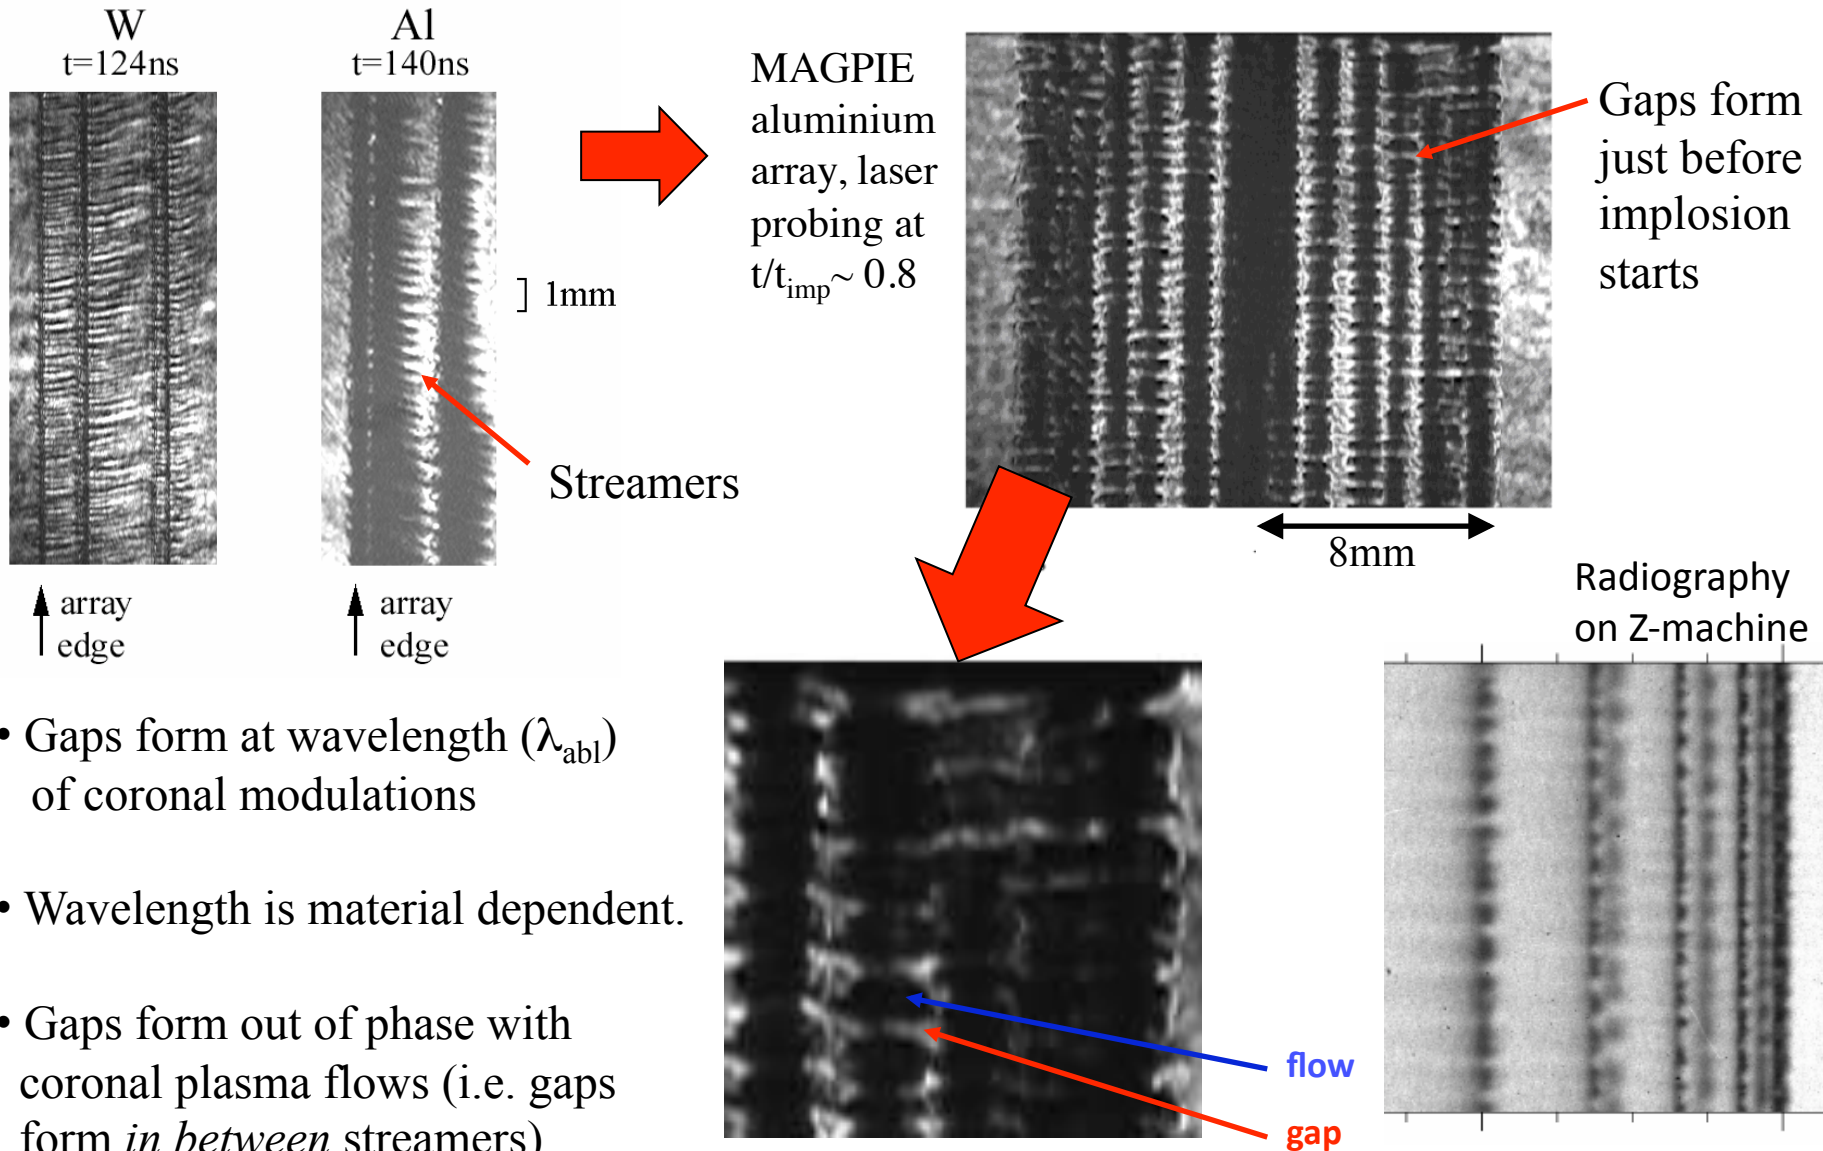 W
t=124ns
Al
t=140ns
1mm
Streamers
array
edge
array
edge
MAGPIE
aluminium
array, laser
probing at
t/t_imp~ 0.8
8mm
Gaps form
just before
implosion
starts
Radiography
on Z-machine
• Gaps form at wavelength (λ_abl)
of coronal modulations
• Wavelength is material dependent.
• Gaps form out of phase with
coronal plasma flows (i.e. gaps
form in between streamers)
flow
gap